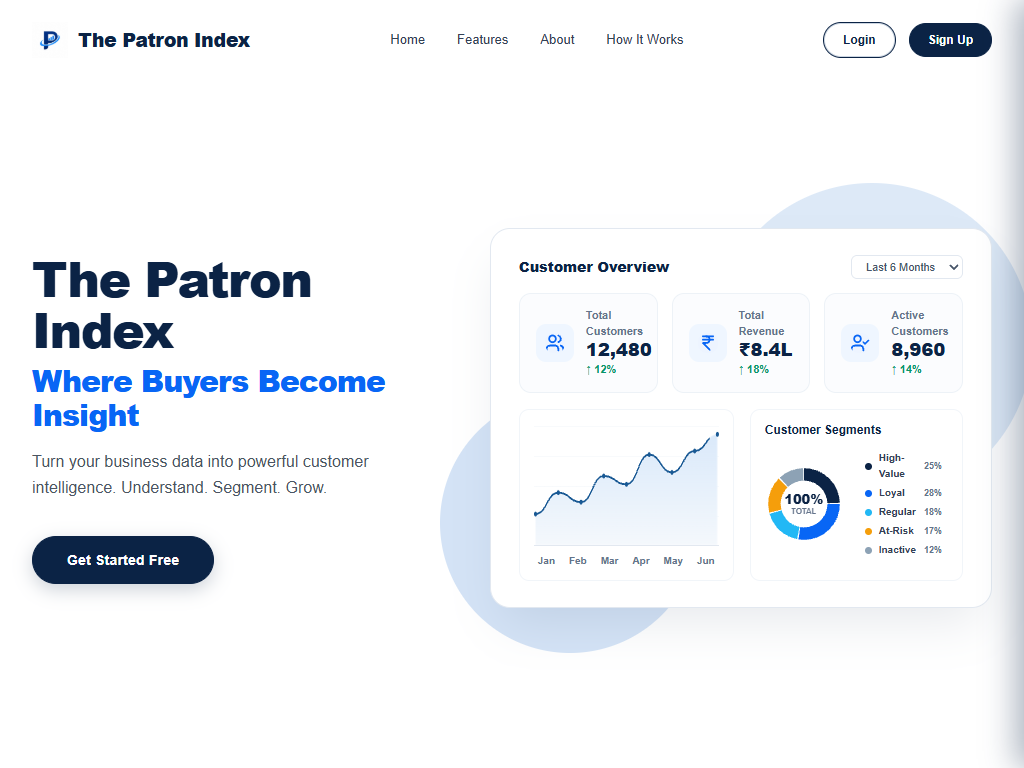 The Patron Index
Home
Features
About
How It Works
Login
Sign Up
The Patron
Index
Where Buyers Become
Insight
Turn your business data into powerful customer
intelligence. Understand. Segment. Grow.
Get Started Free
Customer Overview
Last 6 Months
Total
Customers
12,480
↑ 12%
Total
Revenue
₹8.4L
↑ 18%
Active
Customers
8,960
↑ 14%
Jan Feb Mar Apr May Jun
Customer Segments
100%
TOTAL
High-
Value 25%
Loyal 28%
Regular 18%
At-Risk 17%
Inactive 12%